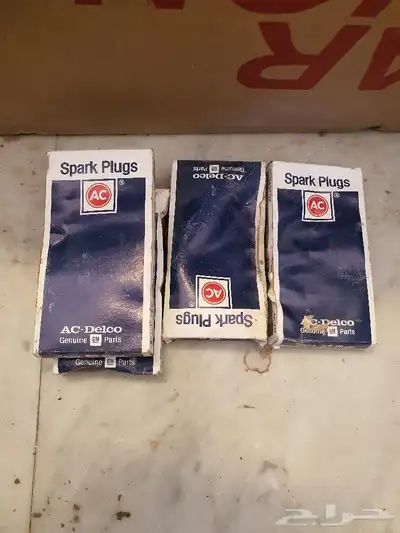 Spark Plugs
AC
®
AC-Delco
Genuine GM Parts
Genuine GM Parts
AC-Delco
Genuine GM Parts
AC
Spark Plugs
Spark Plugs
AC
®
AC-Delco
Genuine GM Parts
حراج